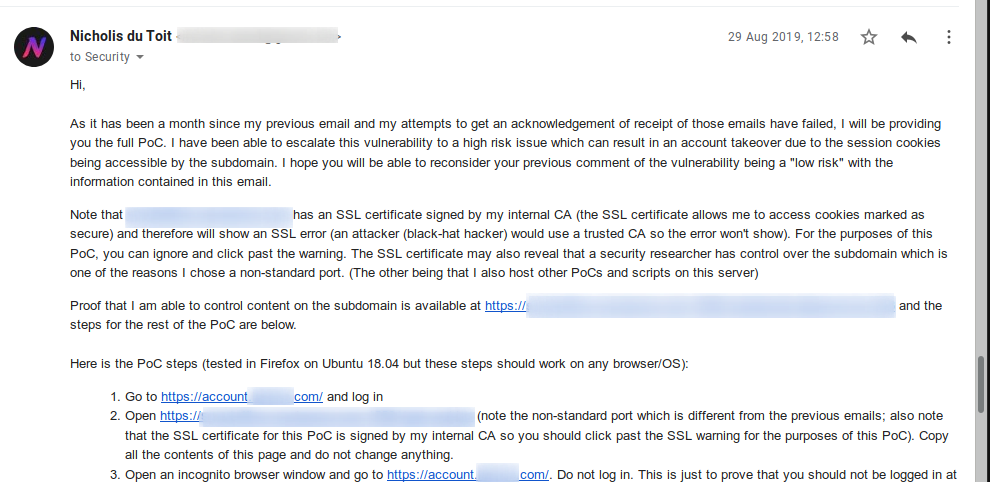 Nicholis du Toit
29 Aug 2019, 12:58
to Security
Hi,
As it has been a month since my previous email and my attempts to get an acknowledgement of receipt of those emails have failed, I will be providing
you the full PoC. I have been able to escalate this vulnerability to a high risk issue which can result in an account takeover due to the session cookies
being accessible by the subdomain. I hope you will be able to reconsider your previous comment of the vulnerability being a "low risk" with the
information contained in this email.
Note that has an SSL certificate signed by my internal CA (the SSL certificate allows me to access cookies marked as
secure) and therefore will show an SSL error (an attacker (black-hat hacker) would use a trusted CA so the error won't show). For the purposes of this
PoC, you can ignore and click past the warning. The SSL certificate may also reveal that a security researcher has control over the subdomain which is
one of the reasons I chose a non-standard port. (The other being that I also host other PoCs and scripts on this server)
Proof that I am able to control content on the subdomain is available at https:// and the
steps for the rest of the PoC are below.
Here is the PoC steps (tested in Firefox on Ubuntu 18.04 but these steps should work on any browser/OS):
1. Go to https://account. com/ and log in
2. Open https:// (note the non-standard port which is different from the previous emails; also note
that the SSL certificate for this PoC is signed by my internal CA so you should click past the SSL warning for the purposes of this PoC). Copy
all the contents of this page and do not change anything.
3. Open an incognito browser window and go to https://account. com/. Do not log in. This is just to prove that you should not be logged in at